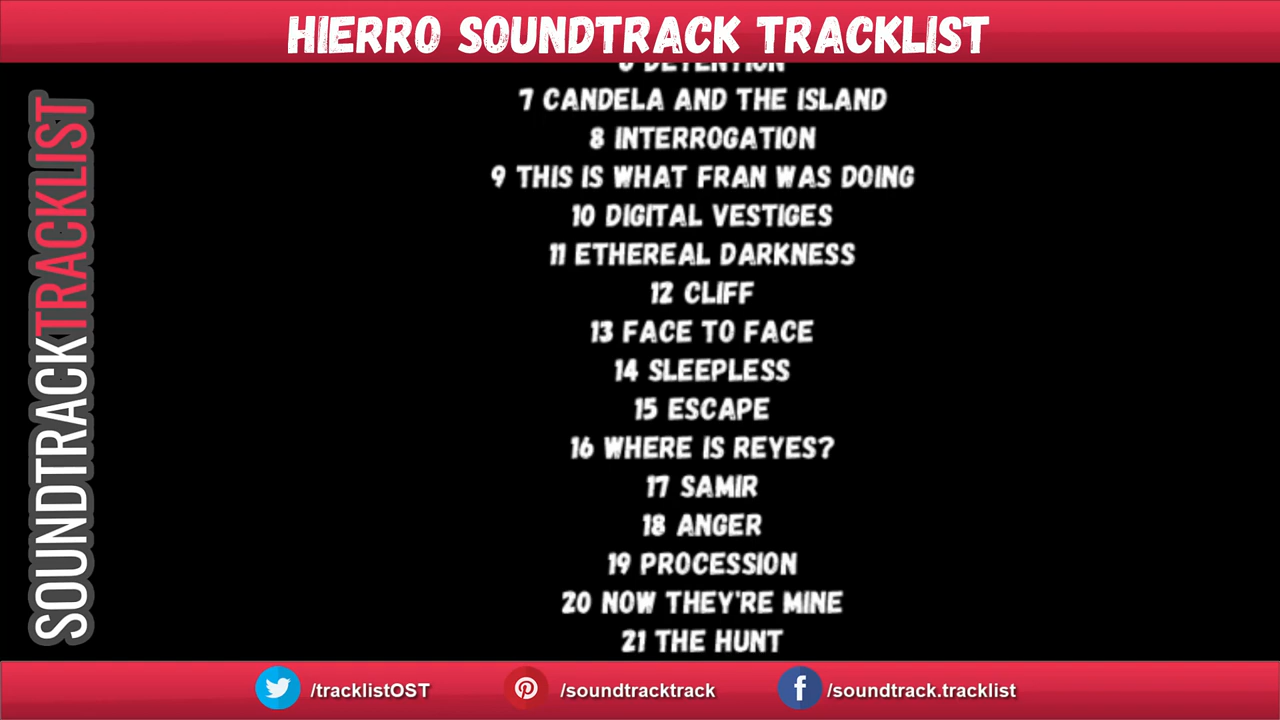 HIERRO SOUNDTRACK TRACKLIST
6 DETENTION
7 CANDELA AND THE ISLAND
8 INTERROGATION
9 THIS IS WHAT FRAN WAS DOING
10 DIGITAL VESTIGES
11 ETHEREAL DARKNESS
12 CLIFF
13 FACE TO FACE
14 SLEEPLESS
15 ESCAPE
16 WHERE IS REYES?
17 SAMIR
18 ANGER
19 PROCESSION
20 NOW THEY'RE MINE
21 THE HUNT
SOUNDTRACKTRACKLIST
/tracklistOST
/soundtracktrack
/soundtrack.tracklist